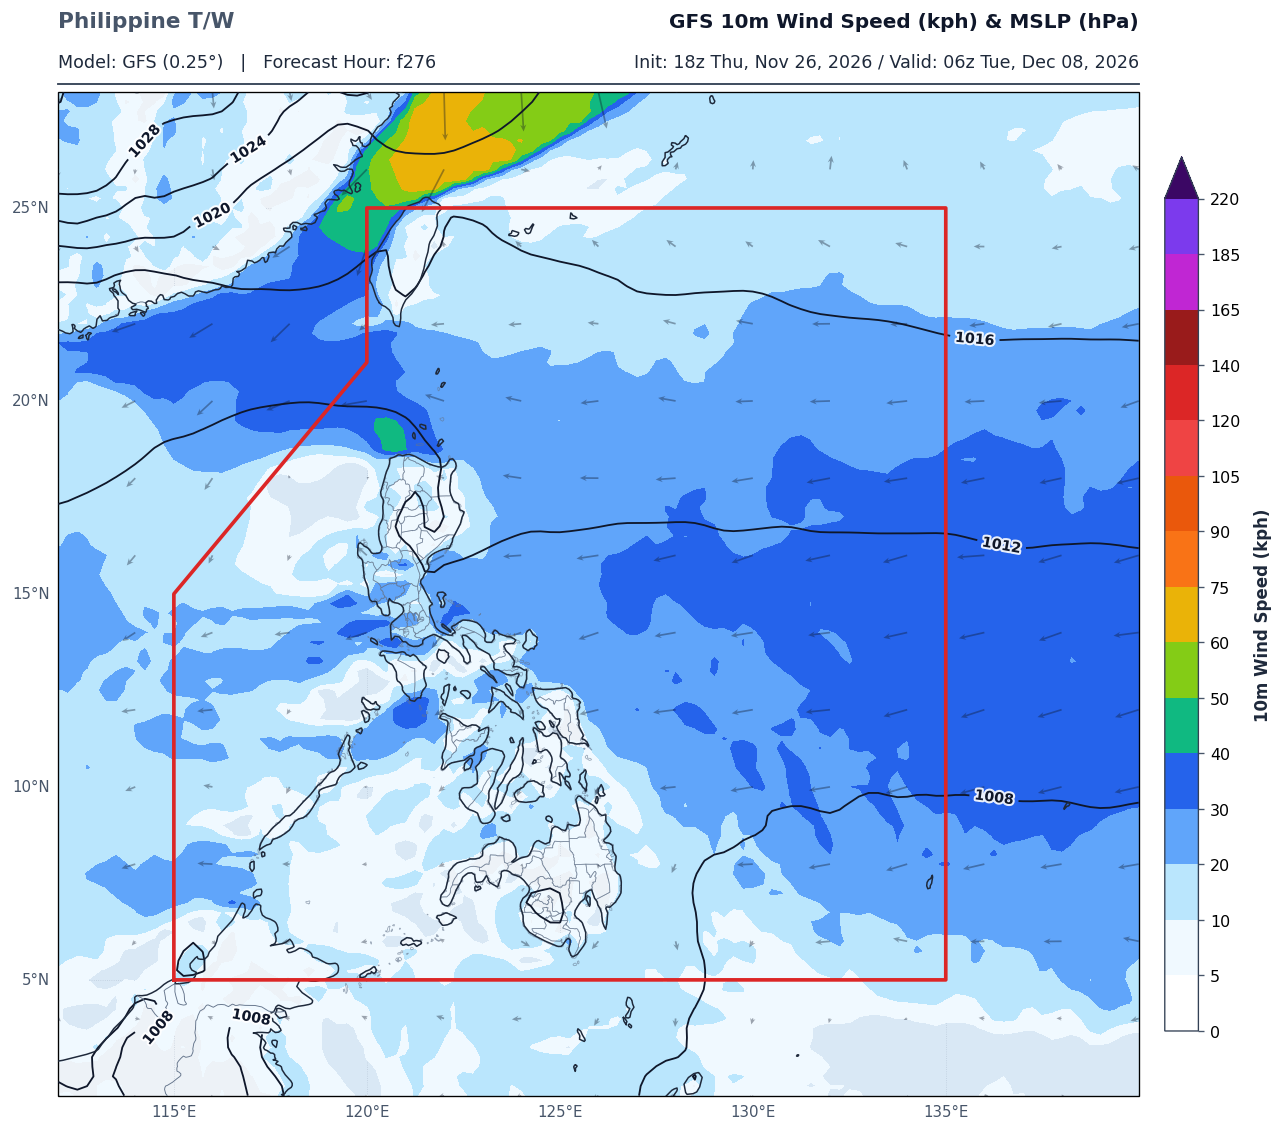 Philippine T/W
GFS 10m Wind Speed (kph) & MSLP (hPa)
Model: GFS (0.25°) | Forecast Hour: f276
Init: 18z Thu, Nov 26, 2026 / Valid: 06z Tue, Dec 08, 2026
1028
1024
1020
1016
1012
1008
1008
1008
25°N
20°N
15°N
10°N
5°N
115°E
120°E
125°E
130°E
135°E
220
185
165
140
120
105
90
75
60
50
40
30
20
10
5
0
10m Wind Speed (kph)